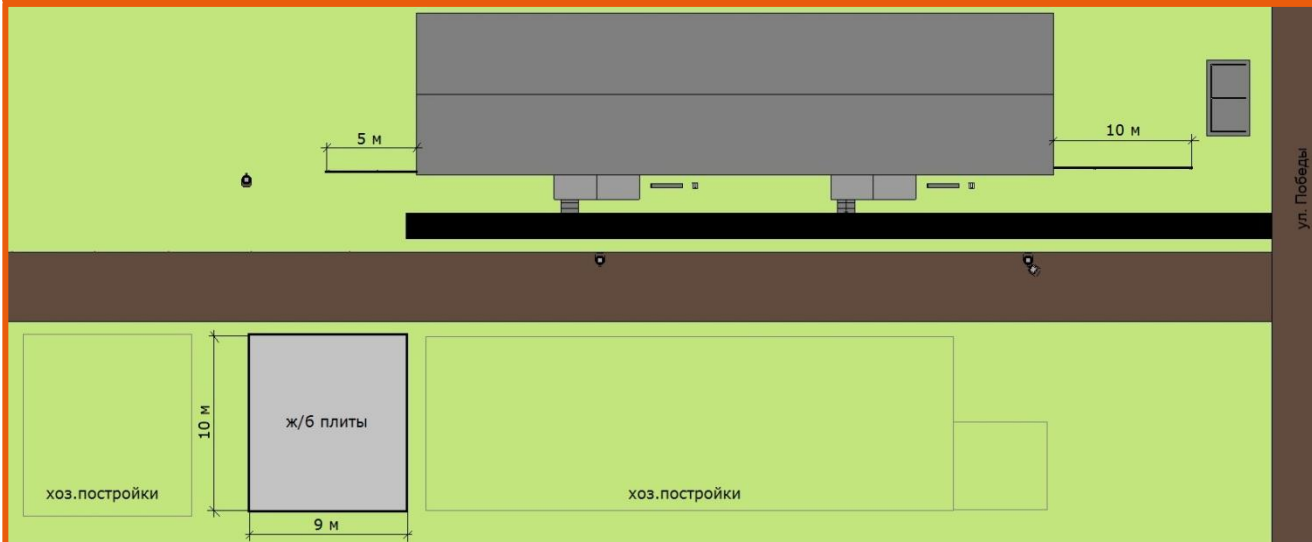 5 м
10 м
ул. Победы
10 м
ж/б плиты
хоз.постройки
хоз.постройки
9 м